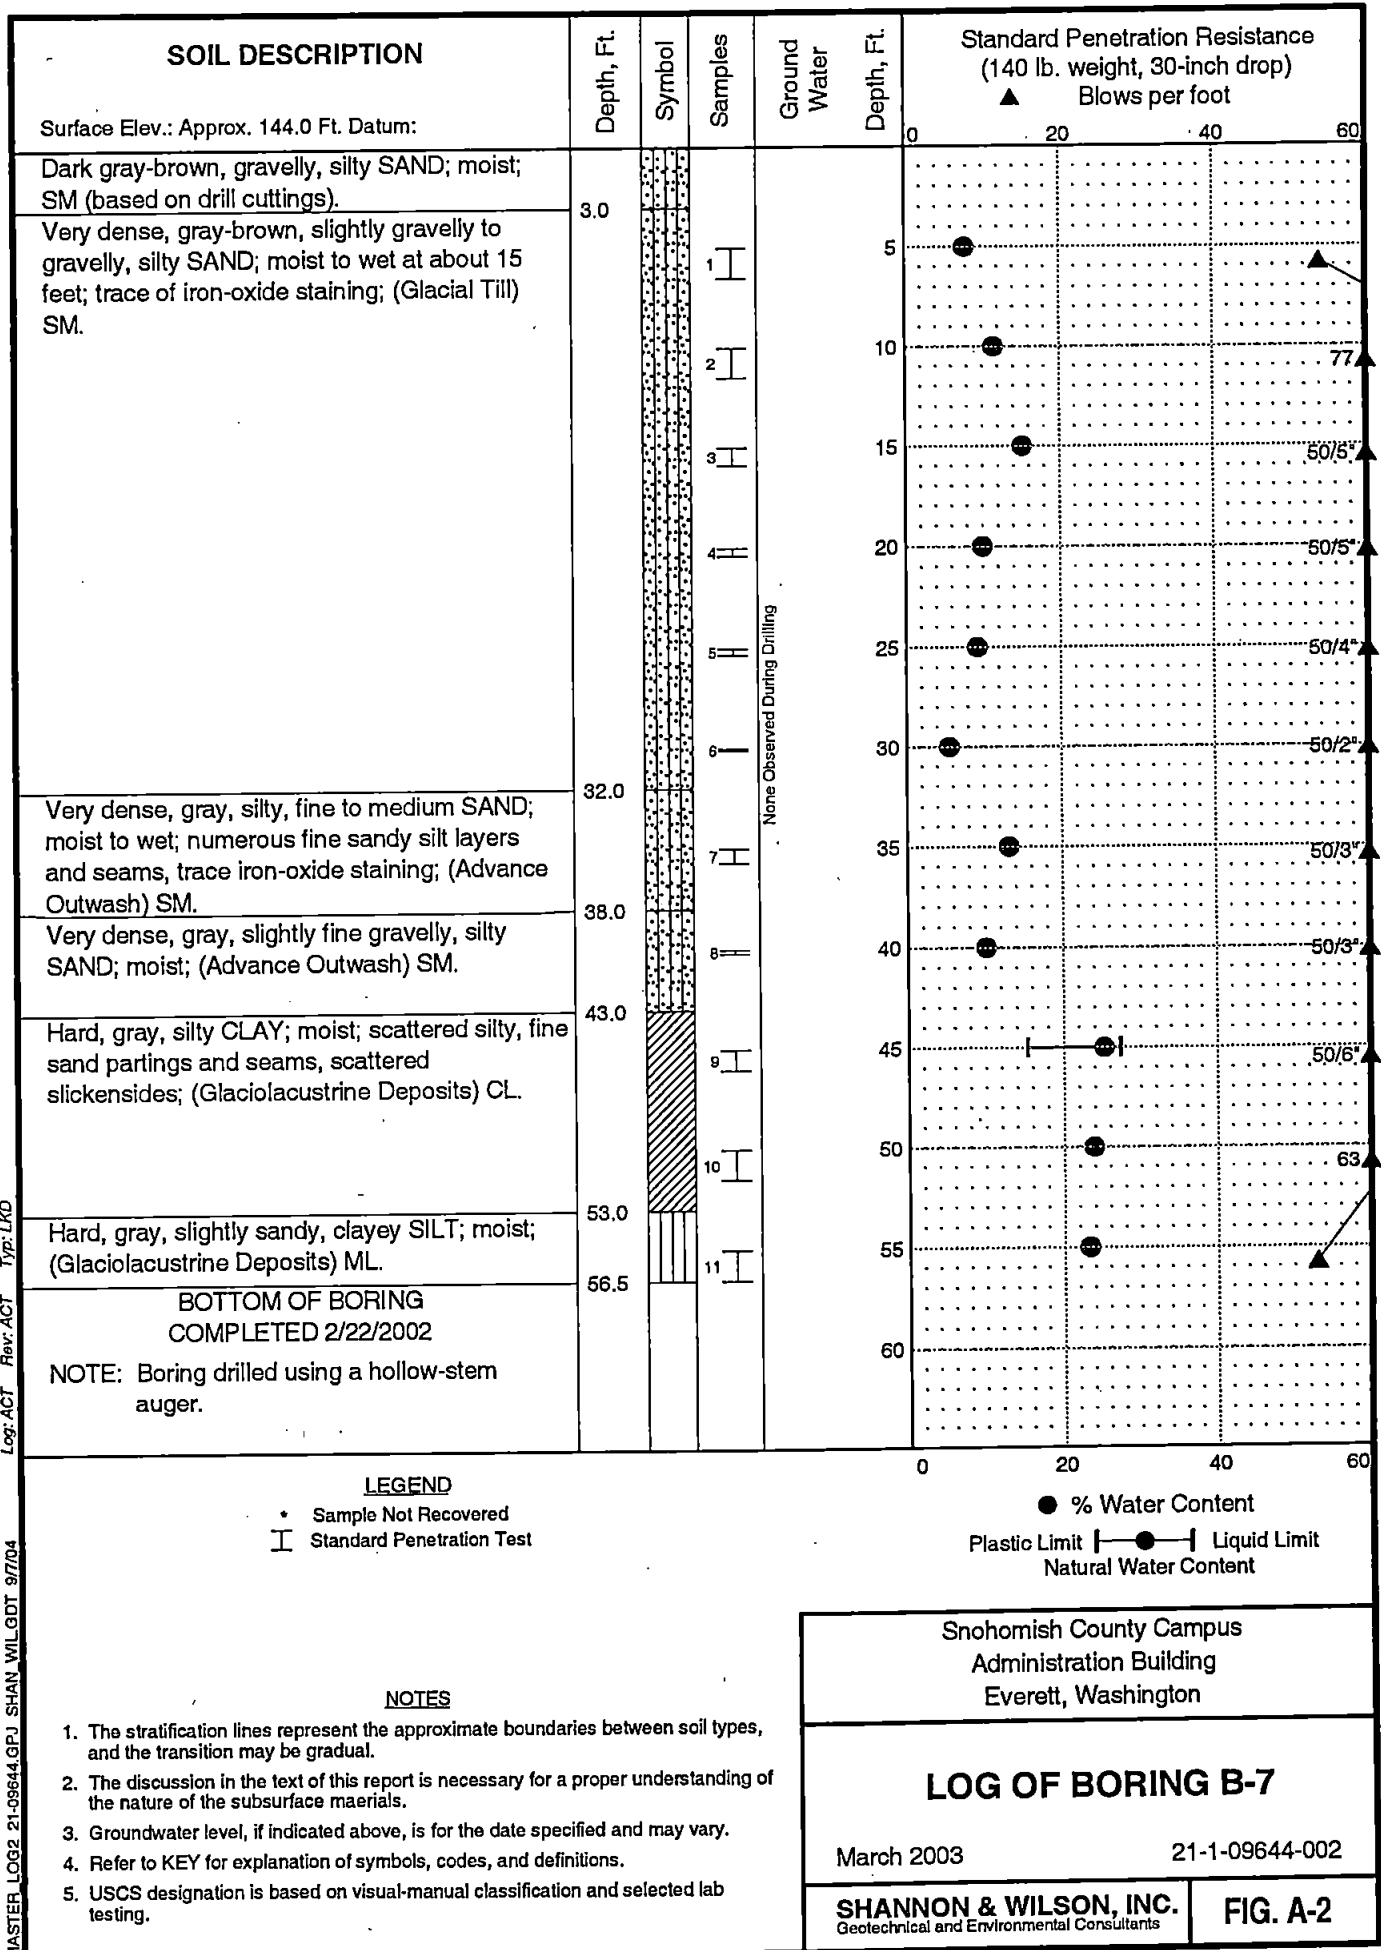 SOIL DESCRIPTION
Surface Elev.: Approx. 144.0 Ft. Datum:
Depth, Ft.
Symbol
Samples
Ground
Water
Depth, Ft.
Standard Penetration Resistance
(140 lb. weight, 30-inch drop)
▲ Blows per foot
0 20 40 60
Dark gray-brown, gravelly, silty SAND; moist;
SM (based on drill cuttings).
3.0
Very dense, gray-brown, slightly gravelly to
gravelly, silty SAND; moist to wet at about 15
feet; trace of iron-oxide staining; (Glacial Till)
SM.
32.0
Very dense, gray, silty, fine to medium SAND;
moist to wet; numerous fine sandy silt layers
and seams, trace iron-oxide staining; (Advance
Outwash) SM.
38.0
Very dense, gray, slightly fine gravelly, silty
SAND; moist; (Advance Outwash) SM.
43.0
Hard, gray, silty CLAY; moist; scattered silty, fine
sand partings and seams, scattered
slickensides; (Glaciolacustrine Deposits) CL.
53.0
Hard, gray, slightly sandy, clayey SILT; moist;
(Glaciolacustrine Deposits) ML.
56.5
BOTTOM OF BORING
COMPLETED 2/22/2002
NOTE: Boring drilled using a hollow-stem
auger.
1
2
3
4
5
6
7
8
9
10
11
None Observed During Drilling
5
10
15
20
25
30
35
40
45
50
55
60
77
50/5"
50/5"
50/4"
50/2"
50/3"
50/3"
50/6"
63
0 20 40 60
LEGEND
* Sample Not Recovered
Standard Penetration Test
● % Water Content
Plastic Limit Liquid Limit
Natural Water Content
NOTES
1. The stratification lines represent the approximate boundaries between soil types,
and the transition may be gradual.
2. The discussion in the text of this report is necessary for a proper understanding of
the nature of the subsurface maerials.
3. Groundwater level, if indicated above, is for the date specified and may vary.
4. Refer to KEY for explanation of symbols, codes, and definitions.
5. USCS designation is based on visual-manual classification and selected lab
testing.
Snohomish County Campus
Administration Building
Everett, Washington
LOG OF BORING B-7
March 2003 21-1-09644-002
SHANNON & WILSON, INC.
Geotechnical and Environmental Consultants
FIG. A-2
ASTER_LOG2 21-09644.GPJ SHAN_WIL.GDT 9/7/04 Log: ACT Rev: ACT Typ: LKD